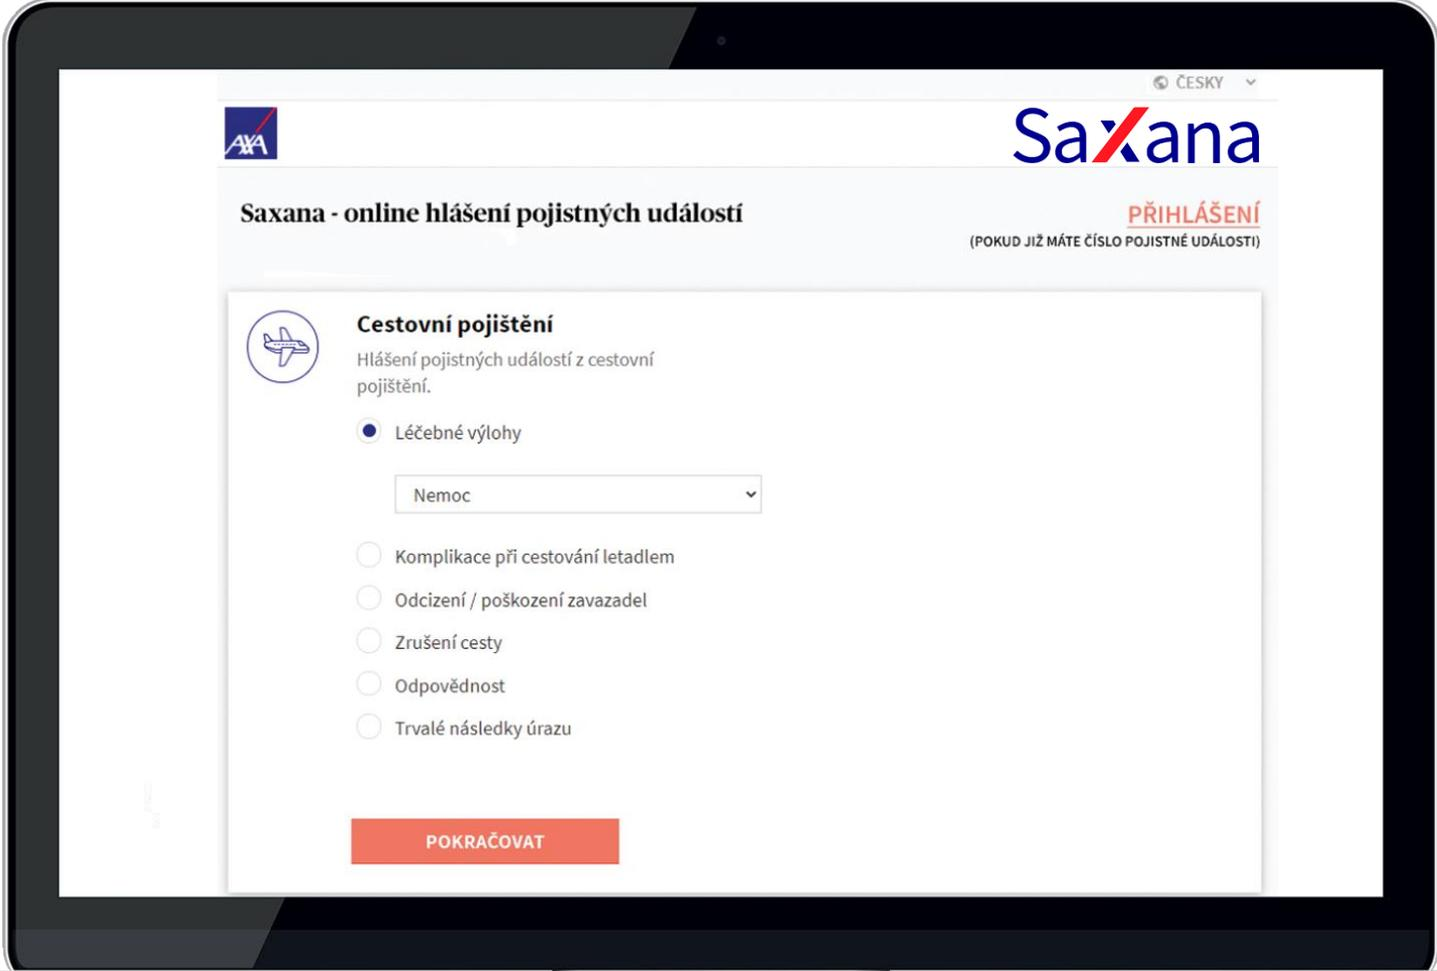 ČESKY
AXA
Saxana
Saxana - online hlášení pojistných událostí
PŘIHLÁŠENÍ
(POKUD JIŽ MÁTE ČÍSLO POJISTNÉ UDÁLOSTI)
Cestovní pojištění
Hlášení pojistných událostí z cestovní
pojištění.
Léčebné výlohy
Nemoc
Komplikace při cestování letadlem
Odcizení / poškození zavazadel
Zrušení cesty
Odpovědnost
Trvalé následky úrazu
POKRAČOVAT